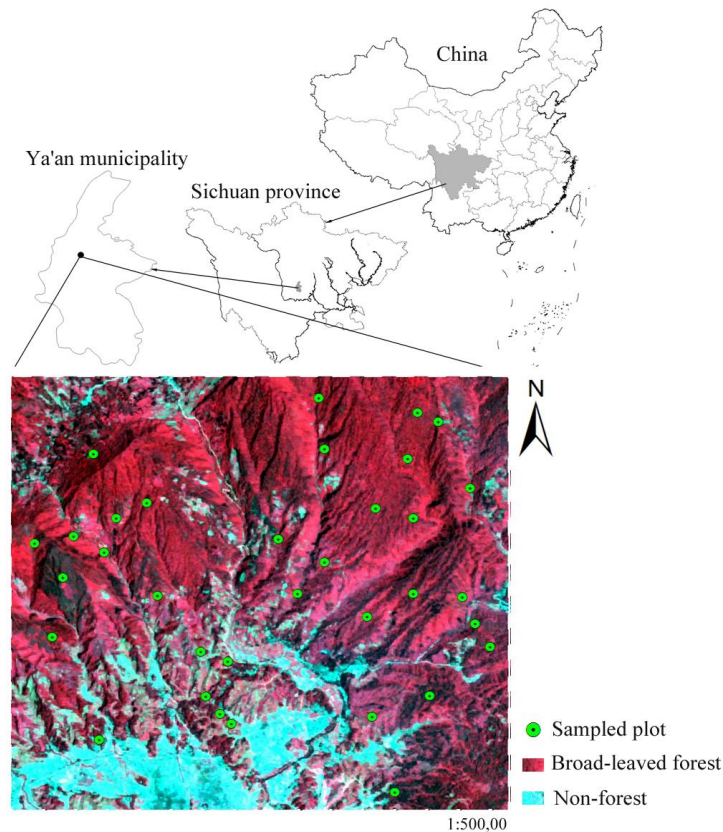 China
Ya'an municipality
Sichuan province
N
Sampled plot
Broad-leaved forest
Non-forest
1:500,00